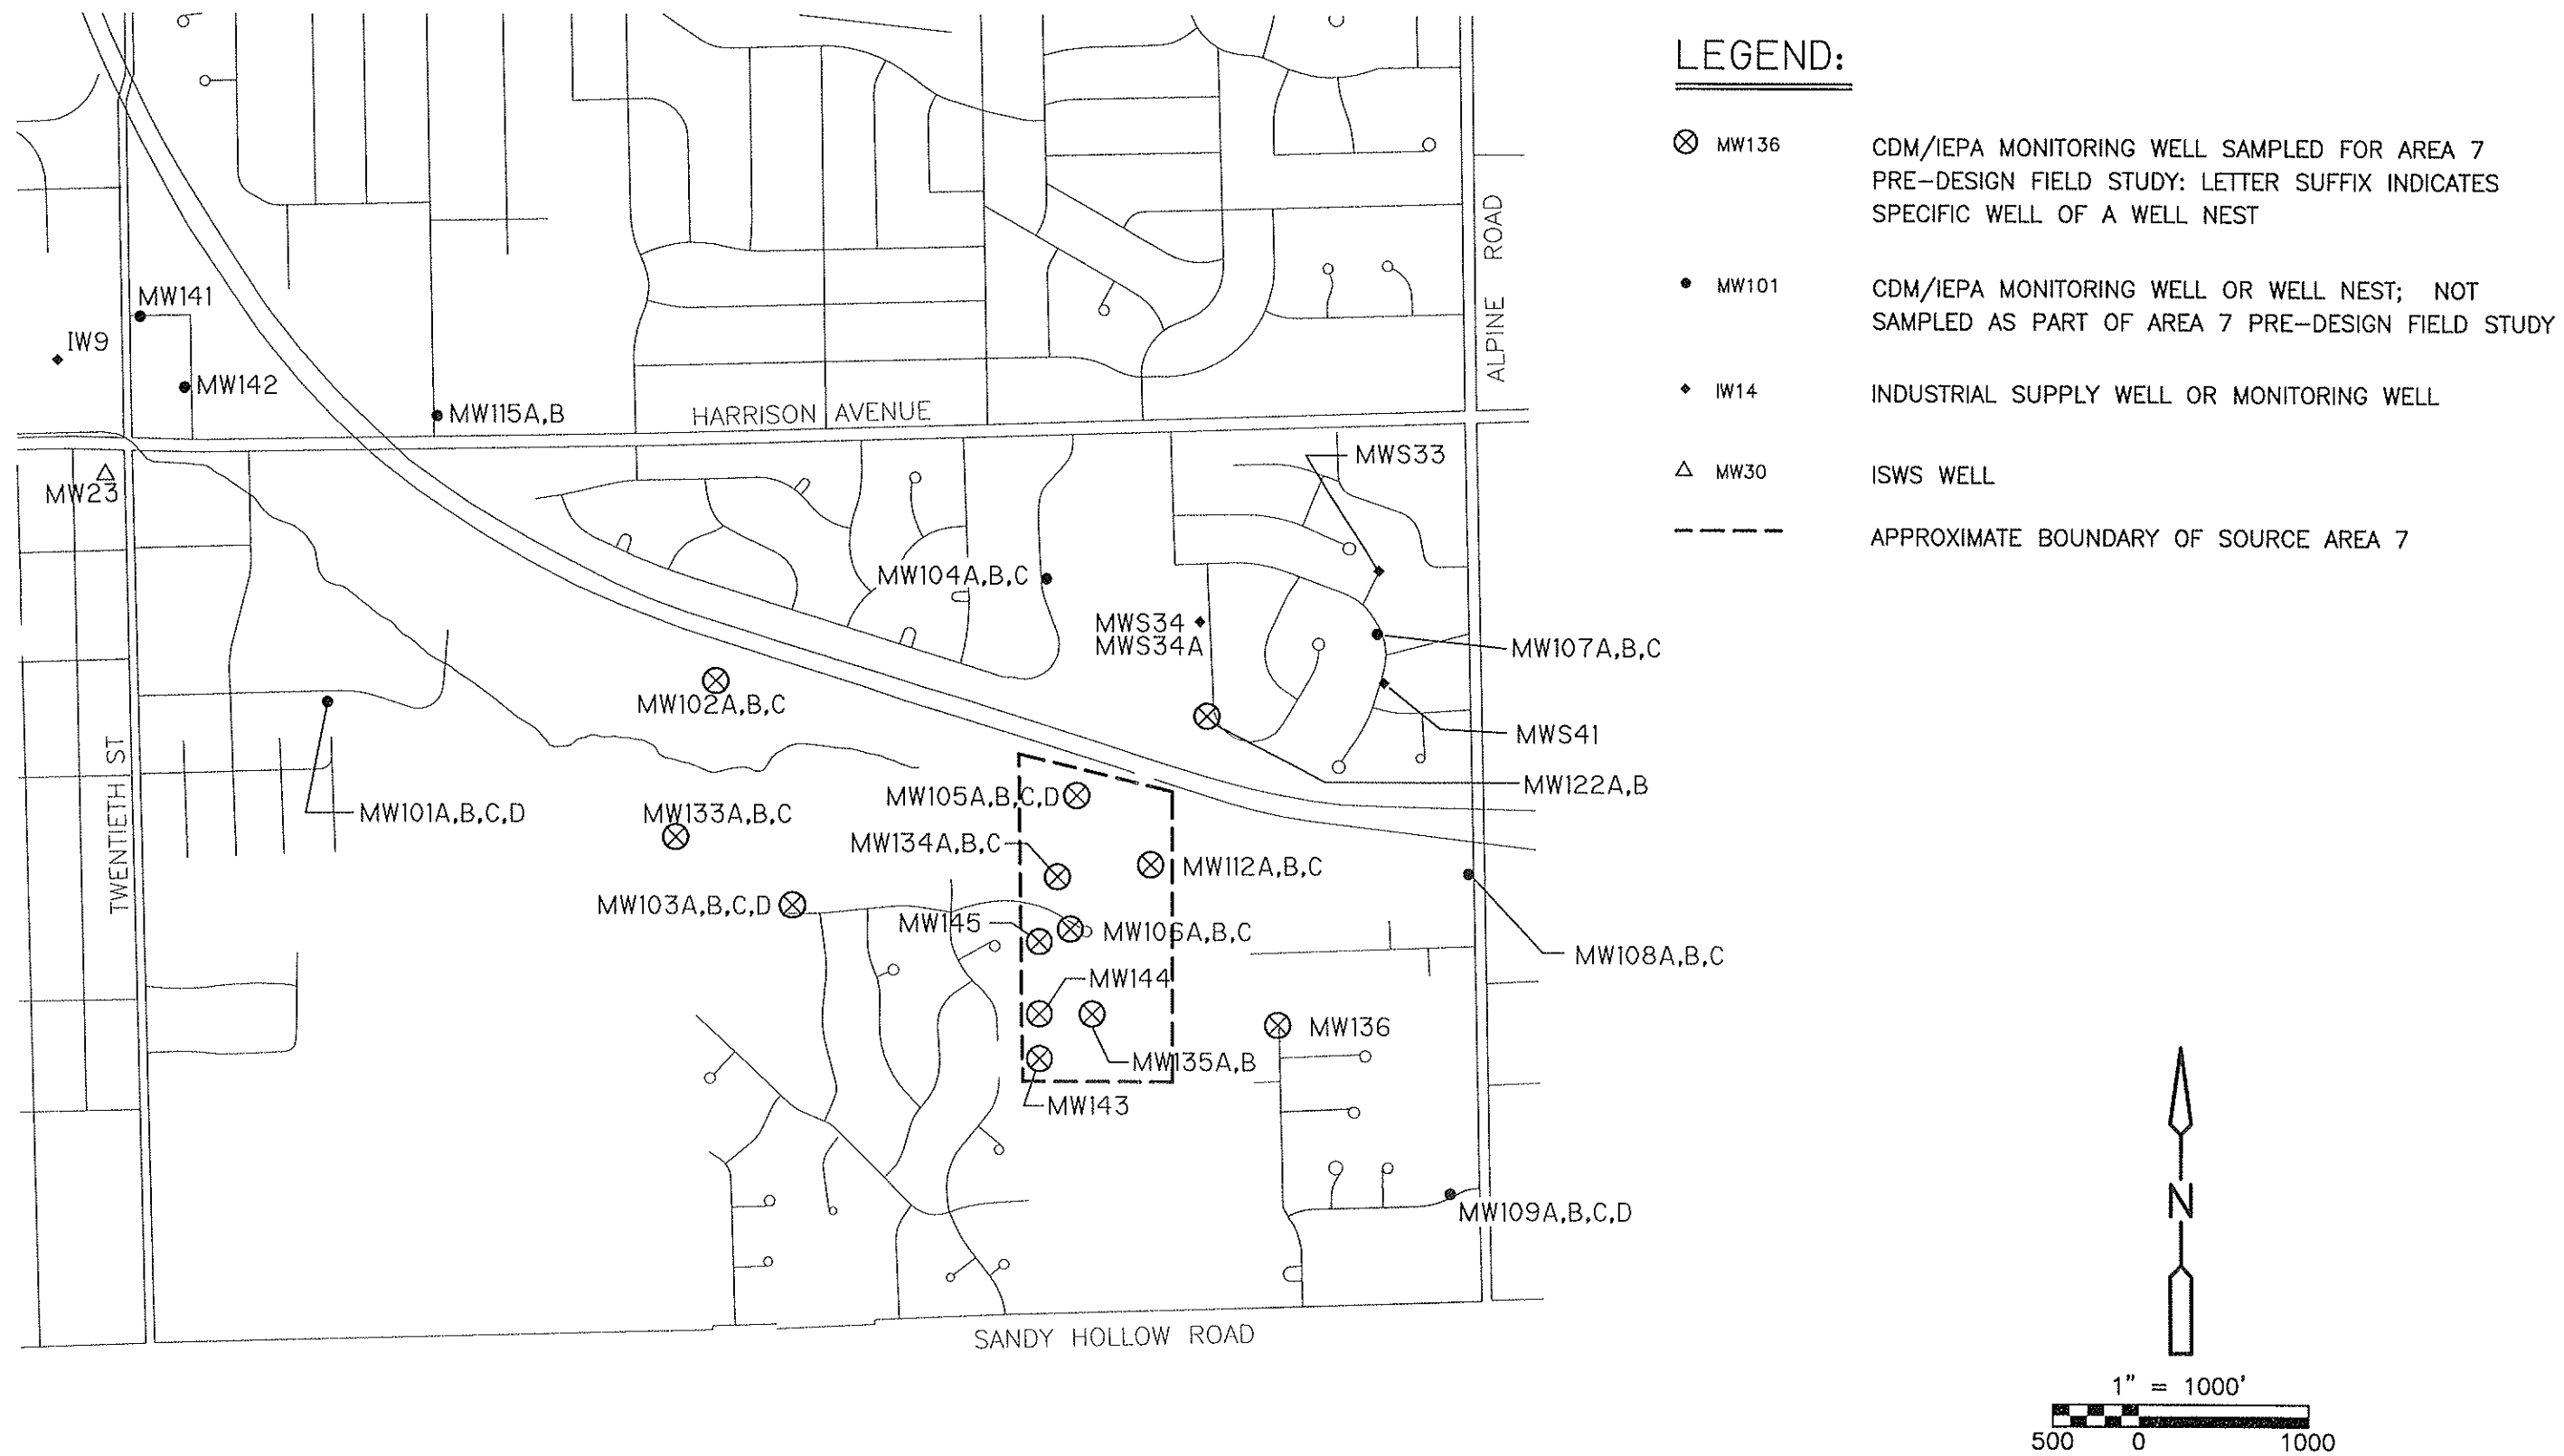 LEGEND:
MW136
CDM/IEPA MONITORING WELL SAMPLED FOR AREA 7
PRE-DESIGN FIELD STUDY: LETTER SUFFIX INDICATES
SPECIFIC WELL OF A WELL NEST
MW101
CDM/IEPA MONITORING WELL OR WELL NEST; NOT
SAMPLED AS PART OF AREA 7 PRE-DESIGN FIELD STUDY
IW14
INDUSTRIAL SUPPLY WELL OR MONITORING WELL
MW30
ISWS WELL
APPROXIMATE BOUNDARY OF SOURCE AREA 7
ALPINE ROAD
MW141
IW9
MW142
MW115A,B
HARRISON AVENUE
MWS33
MW23
MW104A,B,C
MWS34
MWS34A
MW107A,B,C
MW102A,B,C
MWS41
MW122A,B
TWENTIETH ST
MW101A,B,C,D
MW133A,B,C
MW105A,B,C,D
MW134A,B,C
MW112A,B,C
MW103A,B,C,D
MW145
MW106A,B,C
MW108A,B,C
MW144
MW136
MW135A,B
MW143
MW109A,B,C,D
SANDY HOLLOW ROAD
N
1" = 1000'
500 0 1000